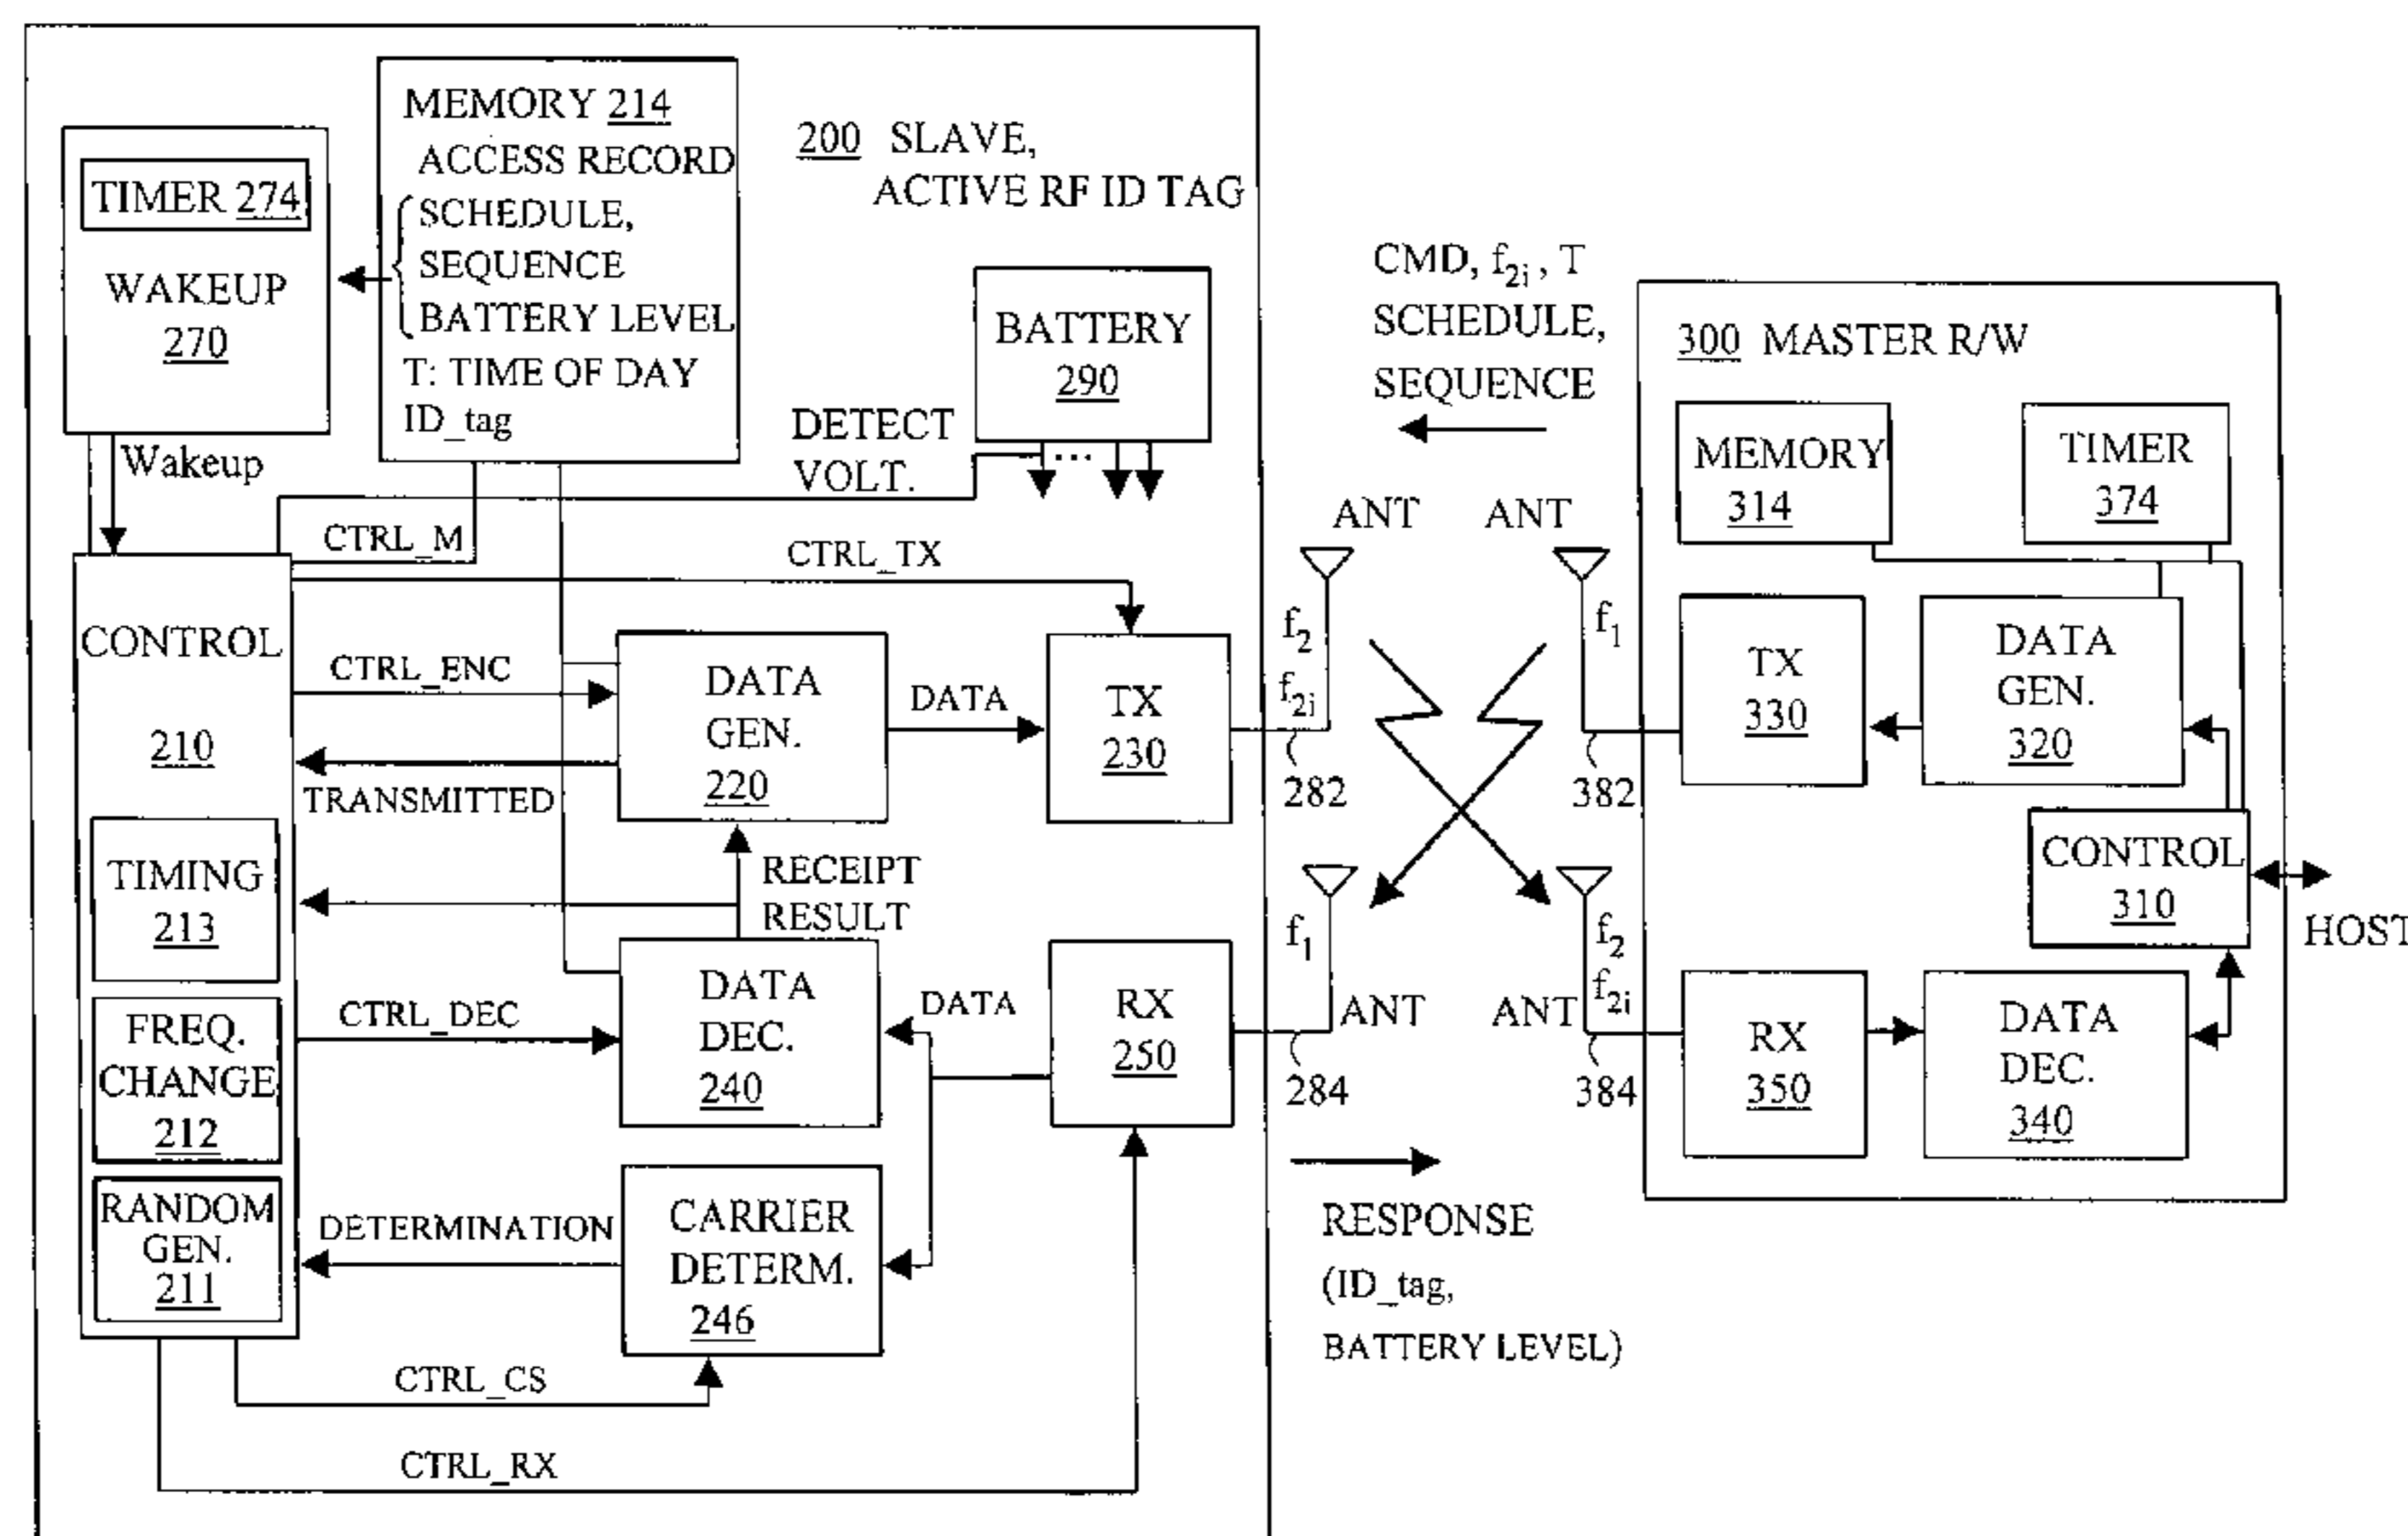 MEMORY 214
ACCESS RECORD
SCHEDULE,
SEQUENCE
BATTERY LEVEL
T: TIME OF DAY
ID_tag
TIMER 274
WAKEUP
270
Wakeup
200 SLAVE,
ACTIVE RF ID TAG
BATTERY
290
DETECT
VOLT.
...
CTRL_M
CTRL_TX
CONTROL
210
CTRL_ENC
DATA
GEN.
220
DATA
TX
230
TRANSMITTED
TIMING
213
RECEIPT
RESULT
FREQ.
CHANGE
212
CTRL_DEC
DATA
DEC.
240
DATA
RX
250
RANDOM
GEN.
211
DETERMINATION
CARRIER
DETERM.
246
CTRL_CS
CTRL_RX
CMD, f2i, T
SCHEDULE,
SEQUENCE
ANT
ANT
f2
f2i
f1
282
382
f1
ANT
284
f2
f2i
ANT
384
RESPONSE
(ID_tag,
BATTERY LEVEL)
300 MASTER R/W
MEMORY
314
TIMER
374
TX
330
DATA
GEN.
320
CONTROL
310
HOST
RX
350
DATA
DEC.
340